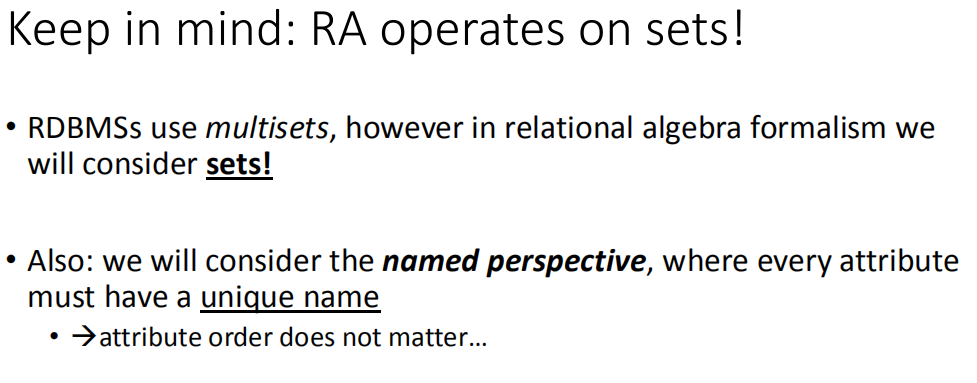 Keep in mind: RA operates on sets!
• RDBMSs use multisets, however in relational algebra formalism we
will consider sets!
• Also: we will consider the named perspective, where every attribute
must have a unique name
• →attribute order does not matter…